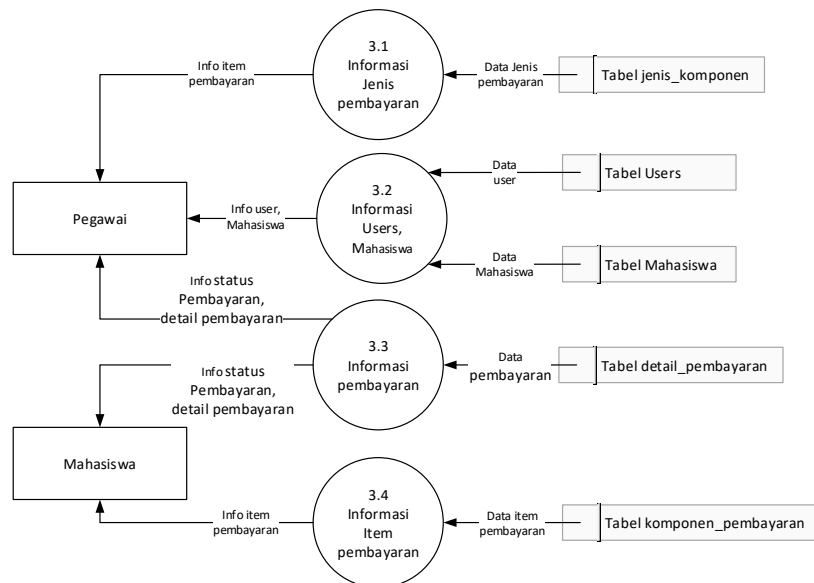 3.1
Informasi
Jenis
pembayaran
Info item
pembayaran
Data Jenis
pembayaran
Tabel jenis_komponen
Pegawai
Info user,
Mahasiswa
3.2
Informasi
Users,
Mahasiswa
Data
user
Tabel Users
Data
Mahasiswa
Tabel Mahasiswa
Info status
Pembayaran,
detail pembayaran
3.3
Informasi
pembayaran
Data
pembayaran
Tabel detail_pembayaran
Info status
Pembayaran,
detail pembayaran
Mahasiswa
Info item
pembayaran
3.4
Informasi
Item
pembayaran
Data item
pembayaran
Tabel komponen_pembayaran